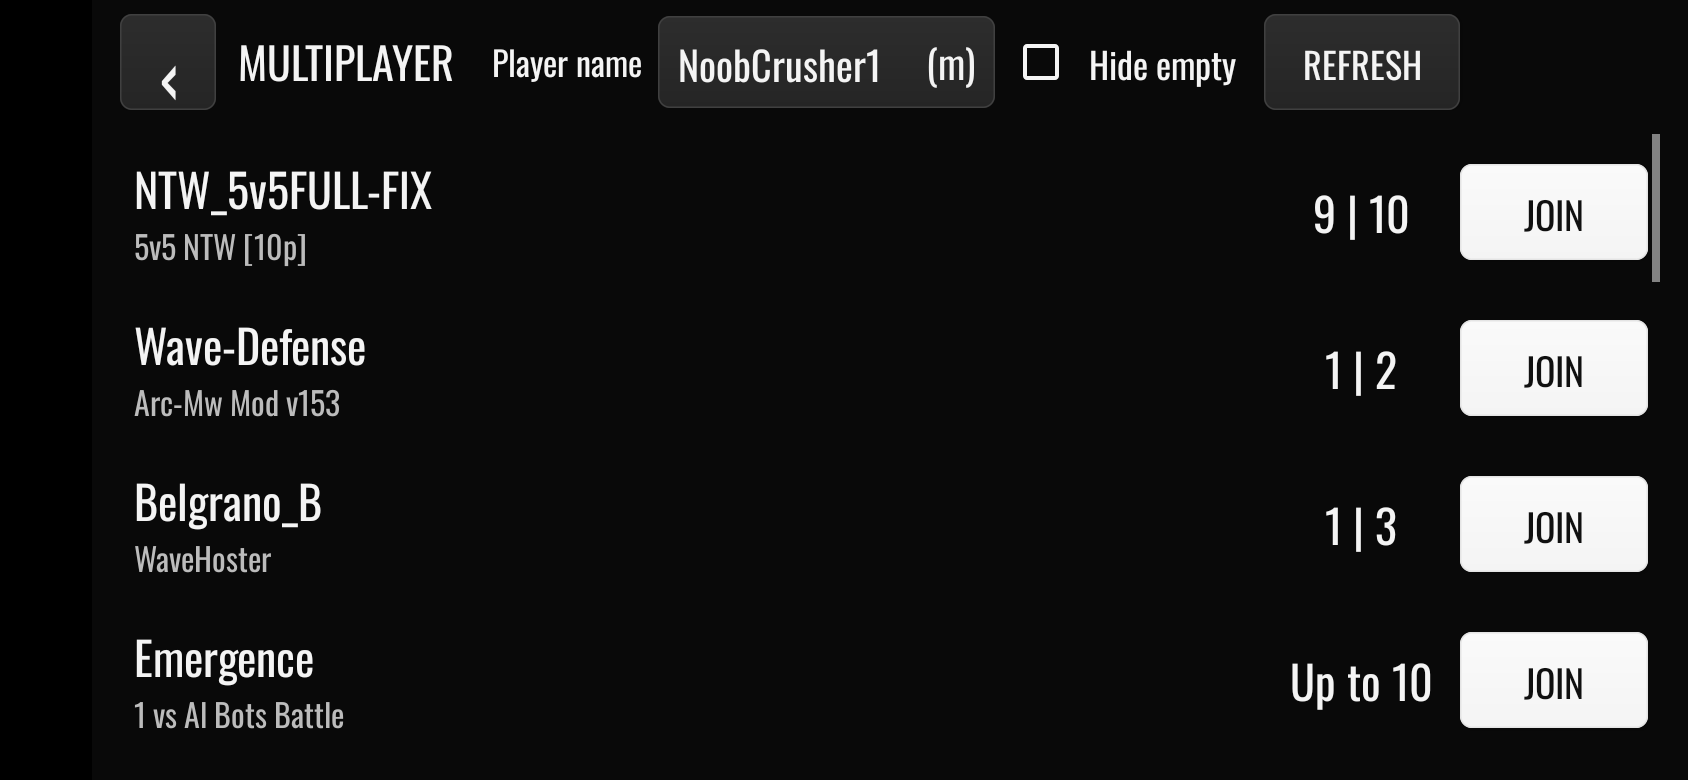 ‹ MULTIPLAYER Player name NoobCrusher1 (m) Hide empty REFRESH
NTW_5v5FULL-FIX
5v5 NTW [10p]
9 | 10 JOIN
Wave-Defense
Arc-Mw Mod v153
1 | 2 JOIN
Belgrano_B
WaveHoster
1 | 3 JOIN
Emergence
1 vs AI Bots Battle
Up to 10 JOIN